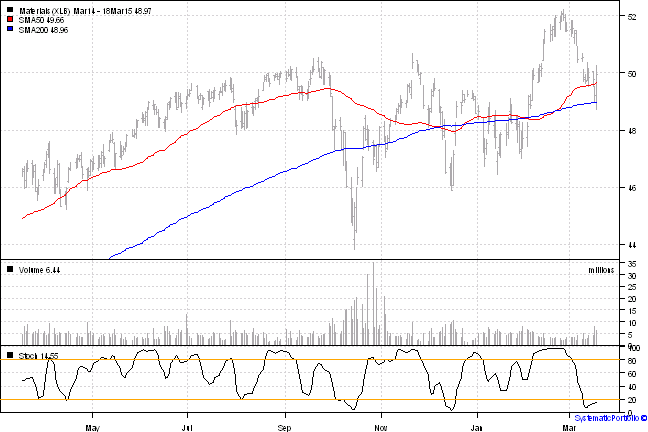 Materials (XLB) Mar14 - 18Mar15 48.97
SMA50 49.66
SMA200 48.96
52
50
48
46
44
Volume 6.44
millions
35
30
25
20
15
10
5
Stoch 14.55
100
80
60
40
20
0
May
Jul
Sep
Nov
Jan
Mar
SystematicPortfolio ©